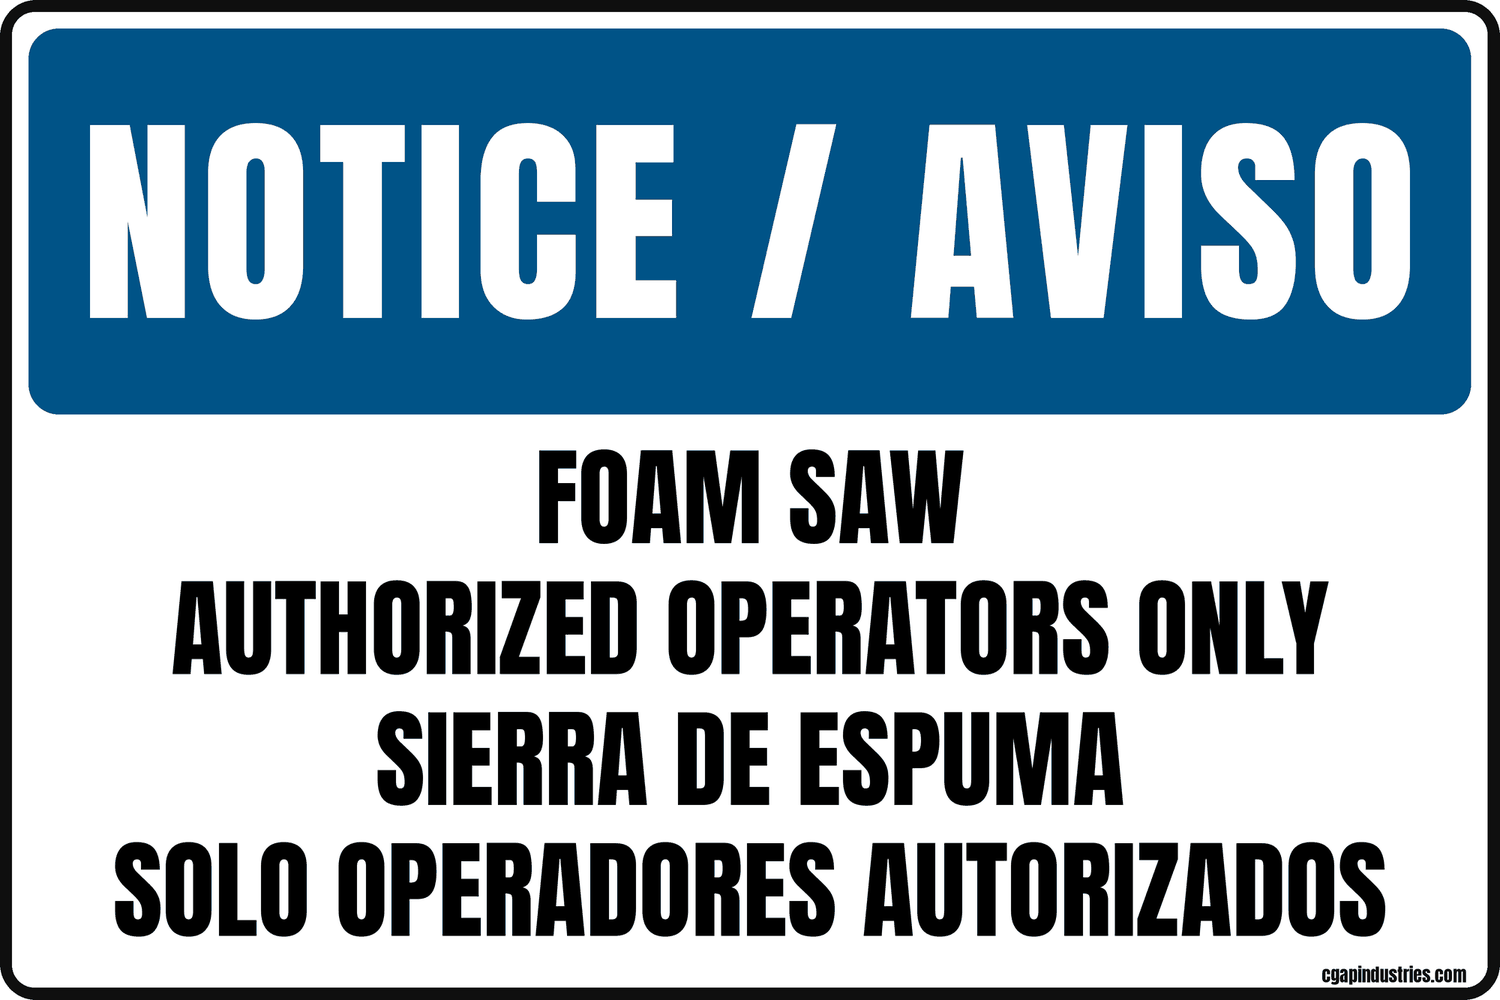 NOTICE / AVISO
FOAM SAW
AUTHORIZED OPERATORS ONLY
SIERRA DE ESPUMA
SOLO OPERADORES AUTORIZADOS
cgapindustries.com